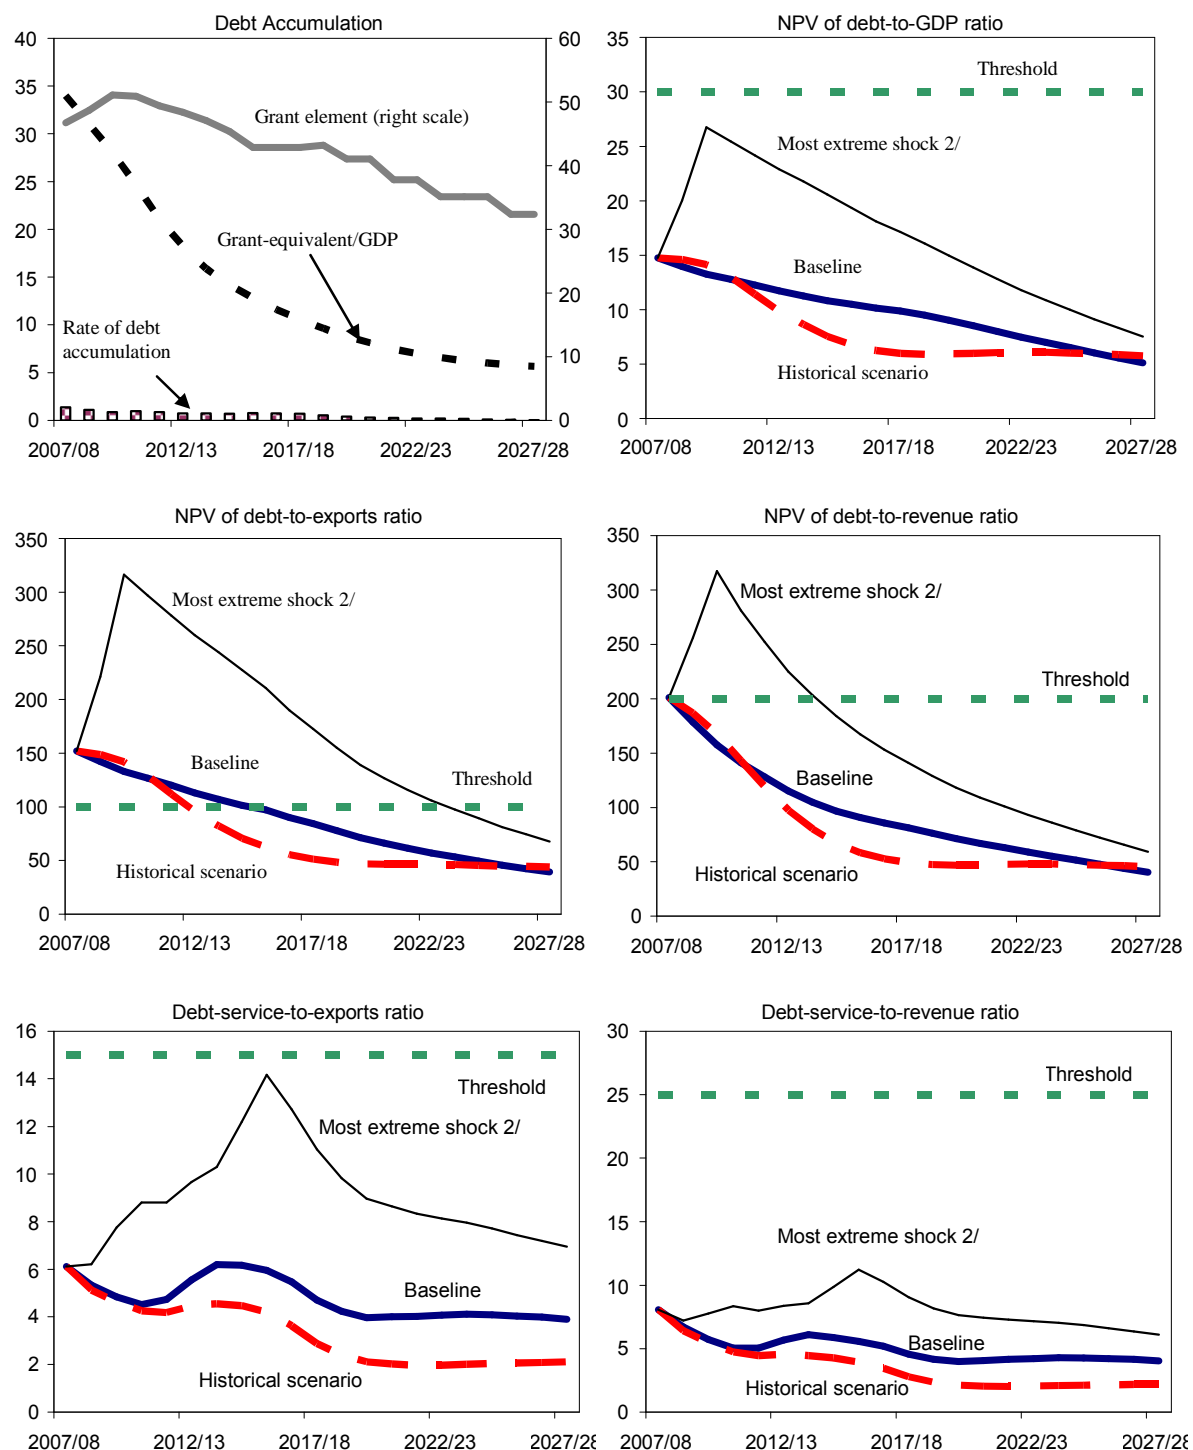 Debt Accumulation
40
35
30
25
20
15
10
5
0
60
50
40
30
20
10
0
Grant element (right scale)
Grant-equivalent/GDP
Rate of debt
accumulation
2007/08 2012/13 2017/18 2022/23 2027/28
NPV of debt-to-GDP ratio
35
30
25
20
15
10
5
0
Threshold
Most extreme shock 2/
Baseline
Historical scenario
2007/08 2012/13 2017/18 2022/23 2027/28
NPV of debt-to-exports ratio
350
300
250
200
150
100
50
0
Most extreme shock 2/
Baseline
Threshold
Historical scenario
2007/08 2012/13 2017/18 2022/23 2027/28
NPV of debt-to-revenue ratio
350
300
250
200
150
100
50
0
Most extreme shock 2/
Threshold
Baseline
Historical scenario
2007/08 2012/13 2017/18 2022/23 2027/28
Debt-service-to-exports ratio
16
14
12
10
8
6
4
2
0
Threshold
Most extreme shock 2/
Baseline
Historical scenario
2007/08 2012/13 2017/18 2022/23 2027/28
Debt-service-to-revenue ratio
30
25
20
15
10
5
0
Threshold
Most extreme shock 2/
Baseline
Historical scenario
2007/08 2012/13 2017/18 2022/23 2027/28